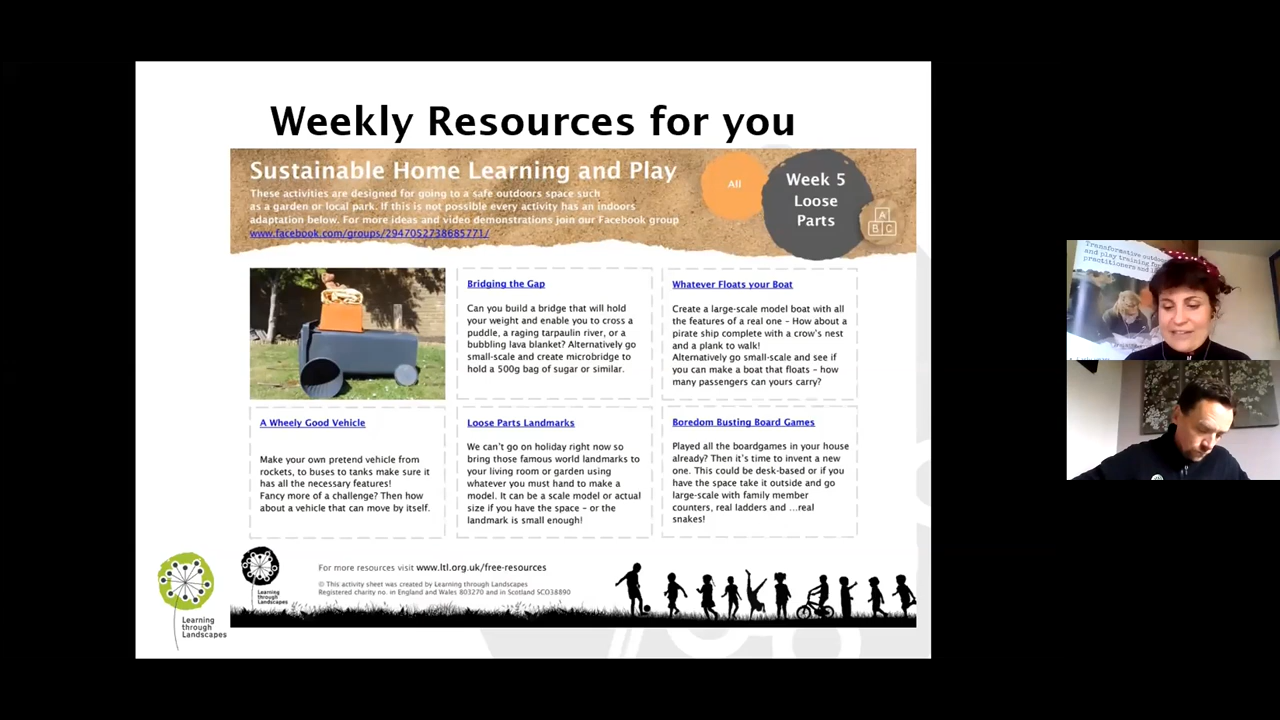 Weekly Resources for you
Sustainable Home Learning and Play
These activities are designed for going to a safe outdoors space such
as a garden or local park. If this is not possible every activity has an indoors
adaptation below. For more ideas and video demonstrations join our Facebook group
www.facebook.com/groups/2947052738685771/
All
Week 5
Loose
Parts
A
B C
Bridging the Gap
Can you build a bridge that will hold
your weight and enable you to cross a
puddle, a raging tarpaulin river, or a
bubbling lava blanket? Alternatively go
small-scale and create microbridge to
hold a 500g bag of sugar or similar.
Whatever Floats your Boat
Create a large-scale model boat with all
the features of a real one – How about a
pirate ship complete with a crow's nest
and a plank to walk!
Alternatively go small-scale and see if
you can make a boat that floats – how
many passengers can yours carry?
A Wheely Good Vehicle
Make your own pretend vehicle from
rockets, to buses to tanks make sure it
has all the necessary features!
Fancy more of a challenge? Then how
about a vehicle that can move by itself.
Loose Parts Landmarks
We can't go on holiday right now so
bring those famous world landmarks to
your living room or garden using
whatever you must hand to make a
model. It can be a scale model or actual
size if you have the space – or the
landmark is small enough!
Boredom Busting Board Games
Played all the boardgames in your house
already? Then it's time to invent a new
one. This could be desk-based or if you
have the space take it outside and go
large-scale with family member
counters, real ladders and …real
snakes!
Learning
through
Landscapes
Learning
through
Landscapes
For more resources visit www.ltl.org.uk/free-resources
© This activity sheet was created by Learning through Landscapes
Registered charity no. in England and Wales 803270 and in Scotland SCO38890
Transformative outdoor
and play training for
practitioners and